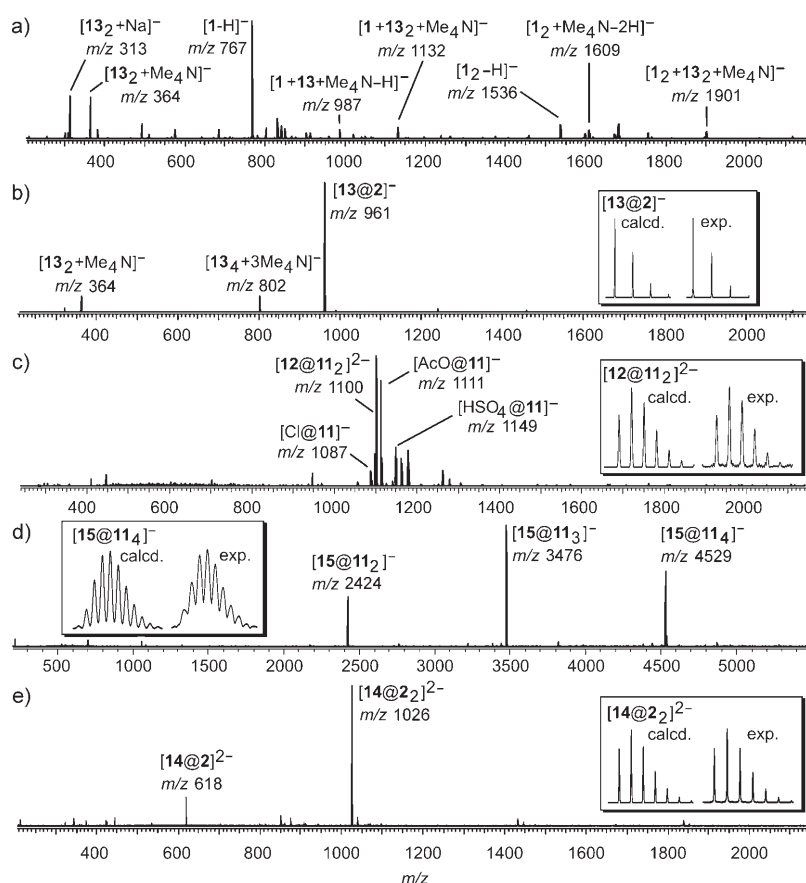 a)
[13₂+Na]⁻
m/z 313
[13₂+Me₄N]⁻
m/z 364
[1-H]⁻
m/z 767
[1+13+Me₄N–H]⁻
m/z 987
[1+13₂+Me₄N]⁻
m/z 1132
[1₂–H]⁻
m/z 1536
[1₂+Me₄N–2H]⁻
m/z 1609
[1₂+13₂+Me₄N]⁻
m/z 1901
400 600 800 1000 1200 1400 1600 1800 2000
b)
[13₂+Me₄N]⁻
m/z 364
[13₄+3Me₄N]⁻
m/z 802
[13@2]⁻
m/z 961
[13@2]⁻
calcd. exp.
400 600 800 1000 1200 1400 1600 1800 2000
c)
[12@11₂]²⁻
m/z 1100
[AcO@11]⁻
m/z 1111
[Cl@11]⁻
m/z 1087
[HSO₄@11]⁻
m/z 1149
[12@11₂]²⁻
calcd. exp.
400 600 800 1000 1200 1400 1600 1800 2000
d)
[15@11₄]⁻
calcd. exp.
[15@11₂]⁻
m/z 2424
[15@11₃]⁻
m/z 3476
[15@11₄]⁻
m/z 4529
500 1000 1500 2000 2500 3000 3500 4000 4500 5000
e)
[14@2]²⁻
m/z 618
[14@2₂]²⁻
m/z 1026
[14@2₂]²⁻
calcd. exp.
400 600 800 1000 1200 1400 1600 1800 2000
m/z